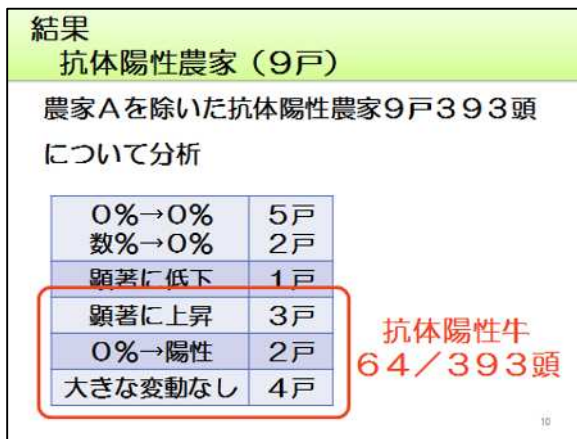 結果
抗体陽性農家（9戸）
農家Aを除いた抗体陽性農家9戸393頭
について分析
0%→0% 5戸
数%→0% 2戸
顕著に低下 1戸
顕著に上昇 3戸
0%→陽性 2戸
大きな変動なし 4戸
抗体陽性牛
64／393頭
10